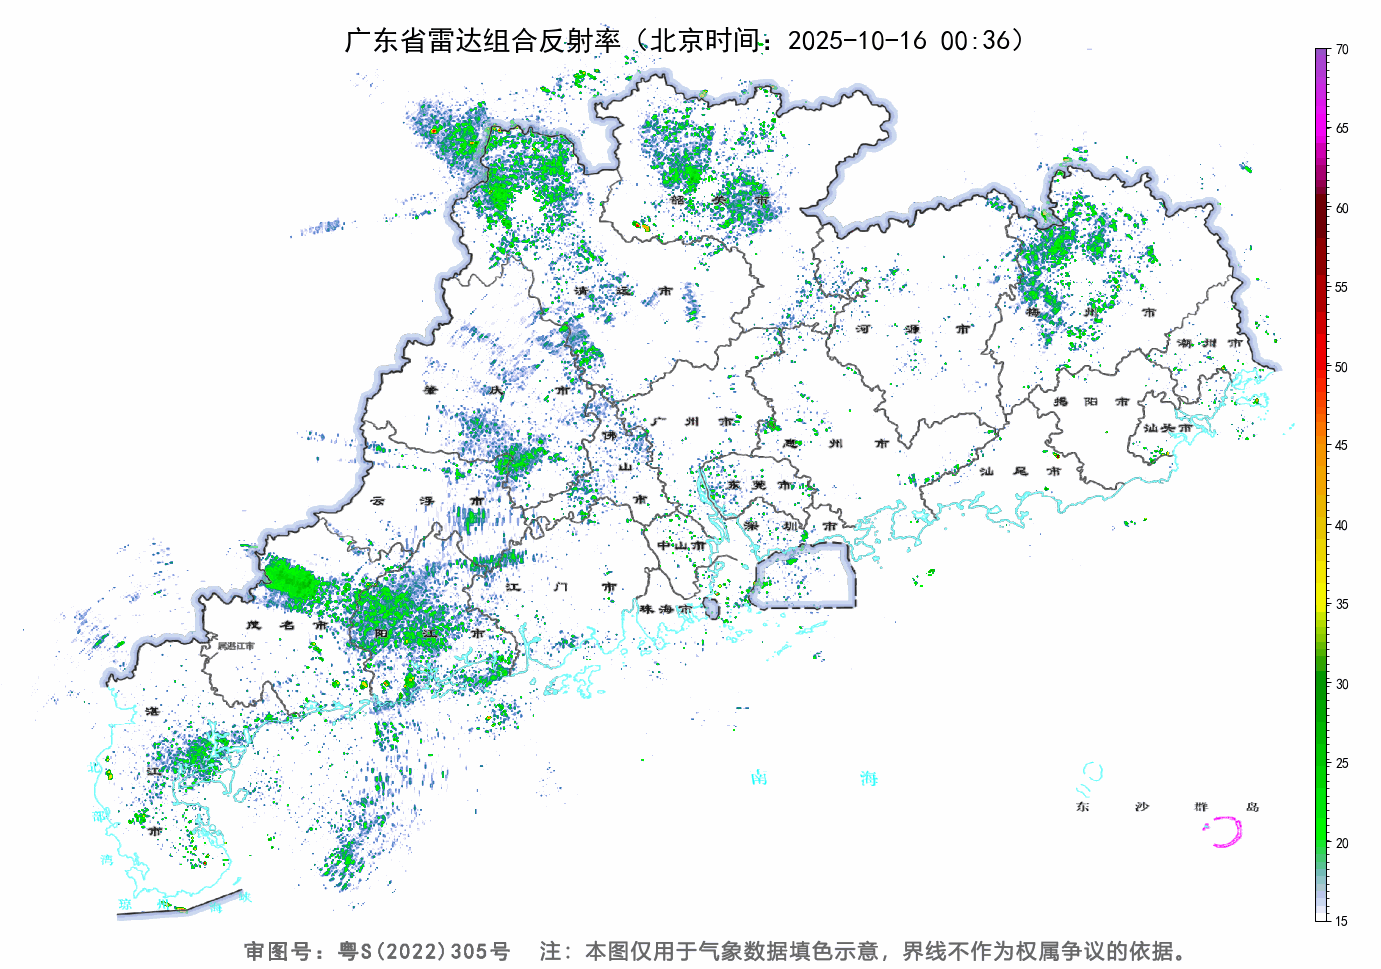 广东省雷达组合反射率（北京时间：2025-10-16 00:36）
70
65
60
55
50
45
40
35
30
25
20
15
韶关市
清远市
河源市
梅州市
潮州市
肇庆市
揭阳市
汕头市
广州市
佛山市
惠州市
汕尾市
东莞市
云浮市
深圳市
中山市
江门市
珠海市
茂名市
阳江市
属湛江市
湛江市
南海
东沙群岛
北部湾
琼州海峡
审图号：粤S(2022)305号 注：本图仅用于气象数据填色示意，界线不作为权属争议的依据。